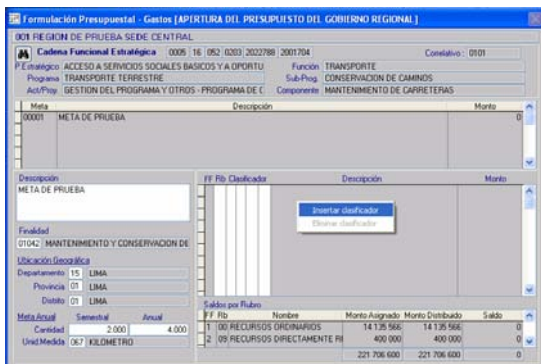 Formulación Presupuestal - Gastos [APERTURA DEL PRESUPUESTO DEL GOBIERNO REGIONAL]
001 REGION DE PRUEBA SEDE CENTRAL
Cadena Funcional Estratégica 0005 16 052 0203 2022788 2001704 Correlativo : 0101
P.Estratégico ACCESO A SERVICIOS SOCIALES BASICOS Y A OPORTU Función TRANSPORTE
Programa TRANSPORTE TERRESTRE Sub-Prog. CONSERVACION DE CAMINOS
Act/Proy. GESTION DEL PROGRAMA Y OTROS - PROGRAMA DE C Componente MANTENIMIENTO DE CARRETERAS
Meta Descripción Monto
00001 META DE PRUEBA 0
Descripción
META DE PRUEBA
FF Rb Clasificador Descripción Monto
Insertar clasificador
Eliminar clasificador
Finalidad
01042 MANTENIMIENTO Y CONSERVACION DE
Ubicación Geográfica
Departamento 15 LIMA
Provincia 01 LIMA
Distrito 01 LIMA
Meta Anual Semestral Anual
Cantidad 2.000 4.000
Unid.Medida 067 KILOMETRO
Saldos por Rubro
FF Rb Nombre Monto Asignado Monto Distribuido Saldo
1 00 RECURSOS ORDINARIOS 14 135 566 14 135 566 0
2 09 RECURSOS DIRECTAMENTE RE 400 000 400 000 0
221 706 600 221 706 600 0